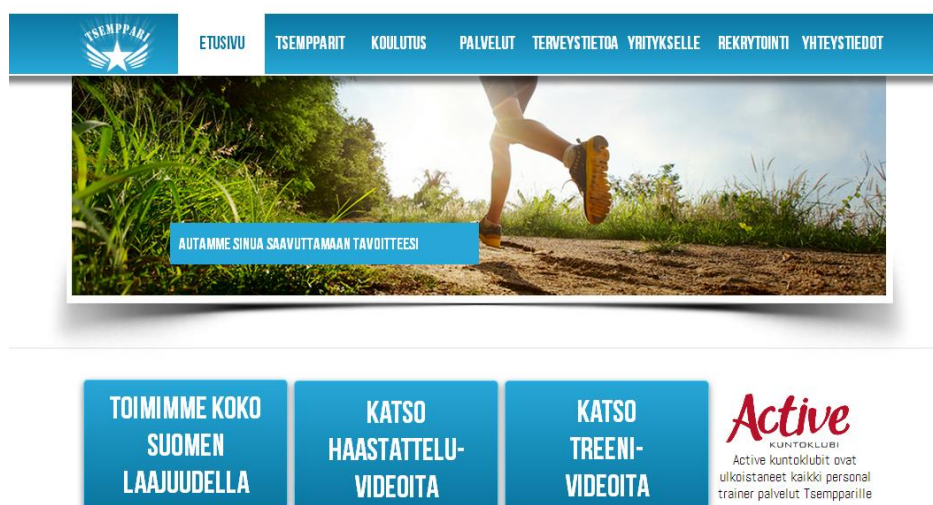 TSEMPPARI
ETUSIVU TSEMPPARIT KOULUTUS PALVELUT TERVEYSTIETOA YRITYKSELLE REKRYTOINTI YHTEYSTIEDOT
AUTAMME SINUA SAAVUTTAMAAN TAVOITTEESI
TOIMIMME KOKO
SUOMEN
LAAJUUDELLA
KATSO
HAASTATTELU-
VIDEOITA
KATSO
TREENI-
VIDEOITA
Active
KUNTOKLUBI
Active kuntoklubit ovat
ulkoistaneet kaikki personal
trainer palvelut Tsempparille